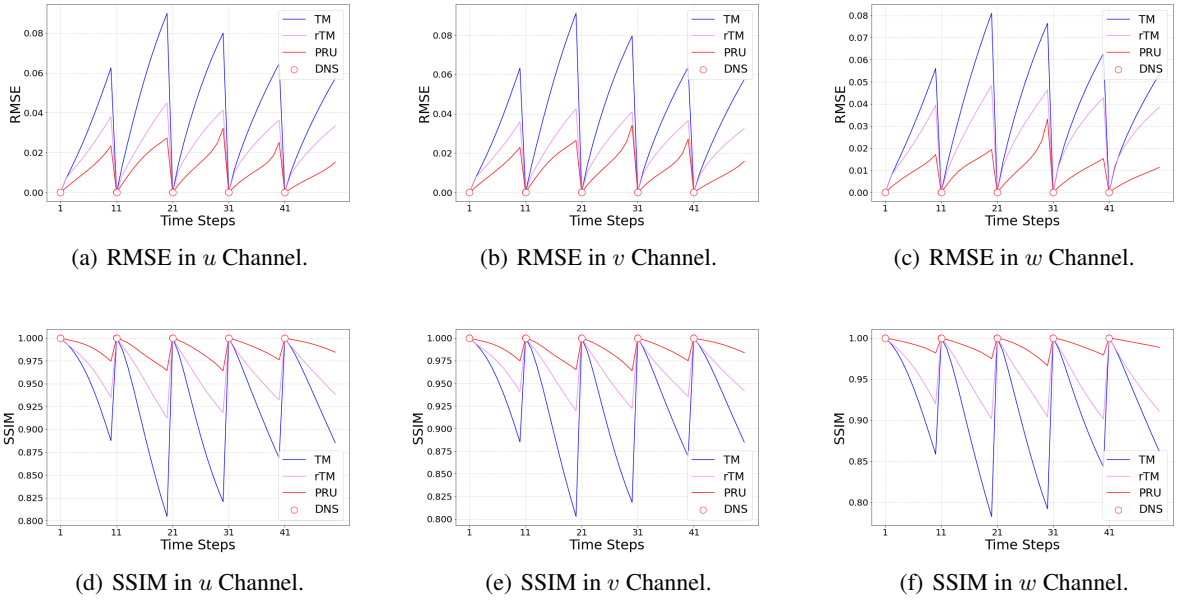 RMSE
0.08
0.06
0.04
0.02
0.00
1
11
21
31
41
Time Steps
TM
rTM
PRU
DNS
(a) RMSE in u Channel.
RMSE
0.08
0.06
0.04
0.02
0.00
1
11
21
31
41
Time Steps
TM
rTM
PRU
DNS
(b) RMSE in v Channel.
RMSE
0.08
0.07
0.06
0.05
0.04
0.03
0.02
0.01
0.00
1
11
21
31
41
Time Steps
TM
rTM
PRU
DNS
(c) RMSE in w Channel.
SSIM
1.000
0.975
0.950
0.925
0.900
0.875
0.850
0.825
0.800
1
11
21
31
41
Time Steps
TM
rTM
PRU
DNS
(d) SSIM in u Channel.
SSIM
1.000
0.975
0.950
0.925
0.900
0.875
0.850
0.825
0.800
1
11
21
31
41
Time Steps
TM
rTM
PRU
DNS
(e) SSIM in v Channel.
SSIM
1.00
0.95
0.90
0.85
0.80
1
11
21
31
41
Time Steps
TM
rTM
PRU
DNS
(f) SSIM in w Channel.